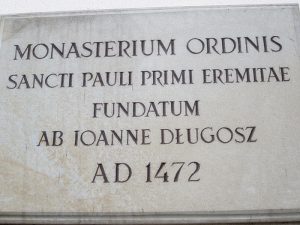 MONASTERIUM ORDINIS
SANCTI PAULI PRIMI EREMITAE
FUNDATUM
AB IOANNE DŁUGOSZ
AD 1472